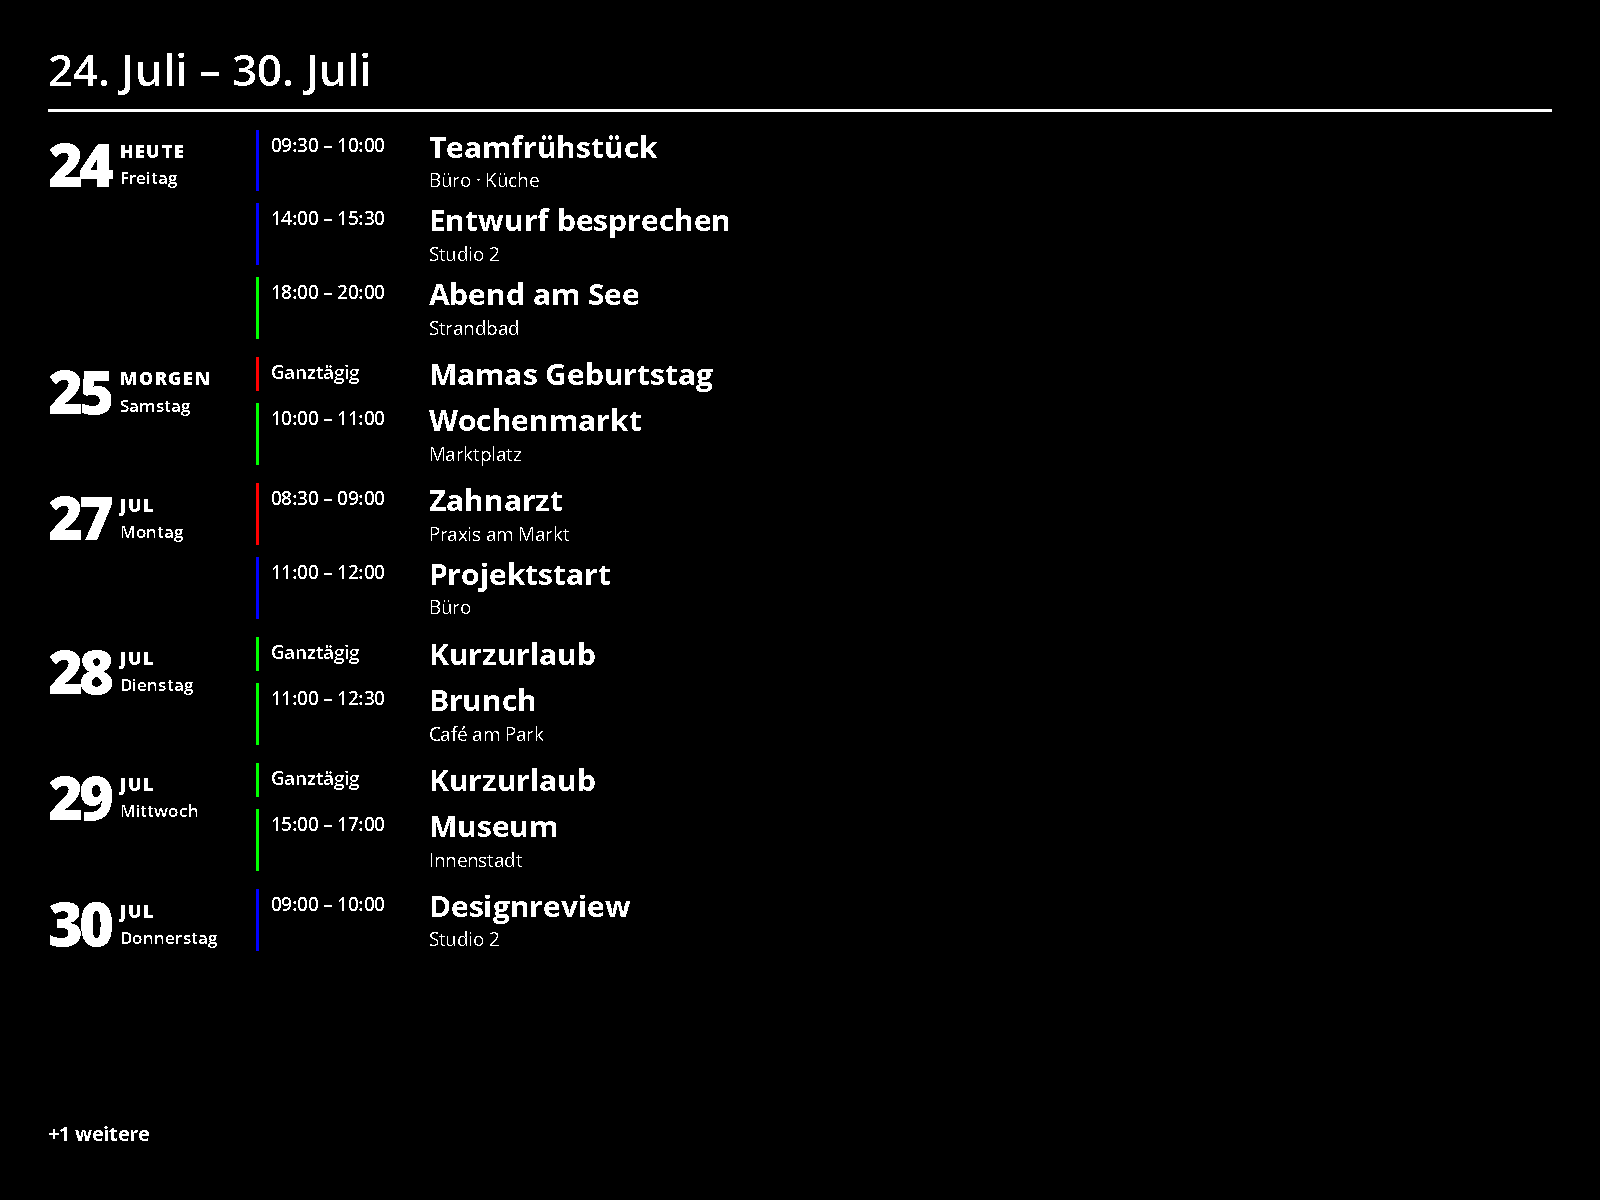 24. Juli – 30. Juli
24 HEUTE Freitag
09:30 – 10:00 Teamfrühstück
Büro · Küche
14:00 – 15:30 Entwurf besprechen
Studio 2
18:00 – 20:00 Abend am See
Strandbad
25 MORGEN Samstag
Ganztägig Mamas Geburtstag
10:00 – 11:00 Wochenmarkt
Marktplatz
27 JUL Montag
08:30 – 09:00 Zahnarzt
Praxis am Markt
11:00 – 12:00 Projektstart
Büro
28 JUL Dienstag
Ganztägig Kurzurlaub
11:00 – 12:30 Brunch
Café am Park
29 JUL Mittwoch
Ganztägig Kurzurlaub
15:00 – 17:00 Museum
Innenstadt
30 JUL Donnerstag
09:00 – 10:00 Designreview
Studio 2
+1 weitere